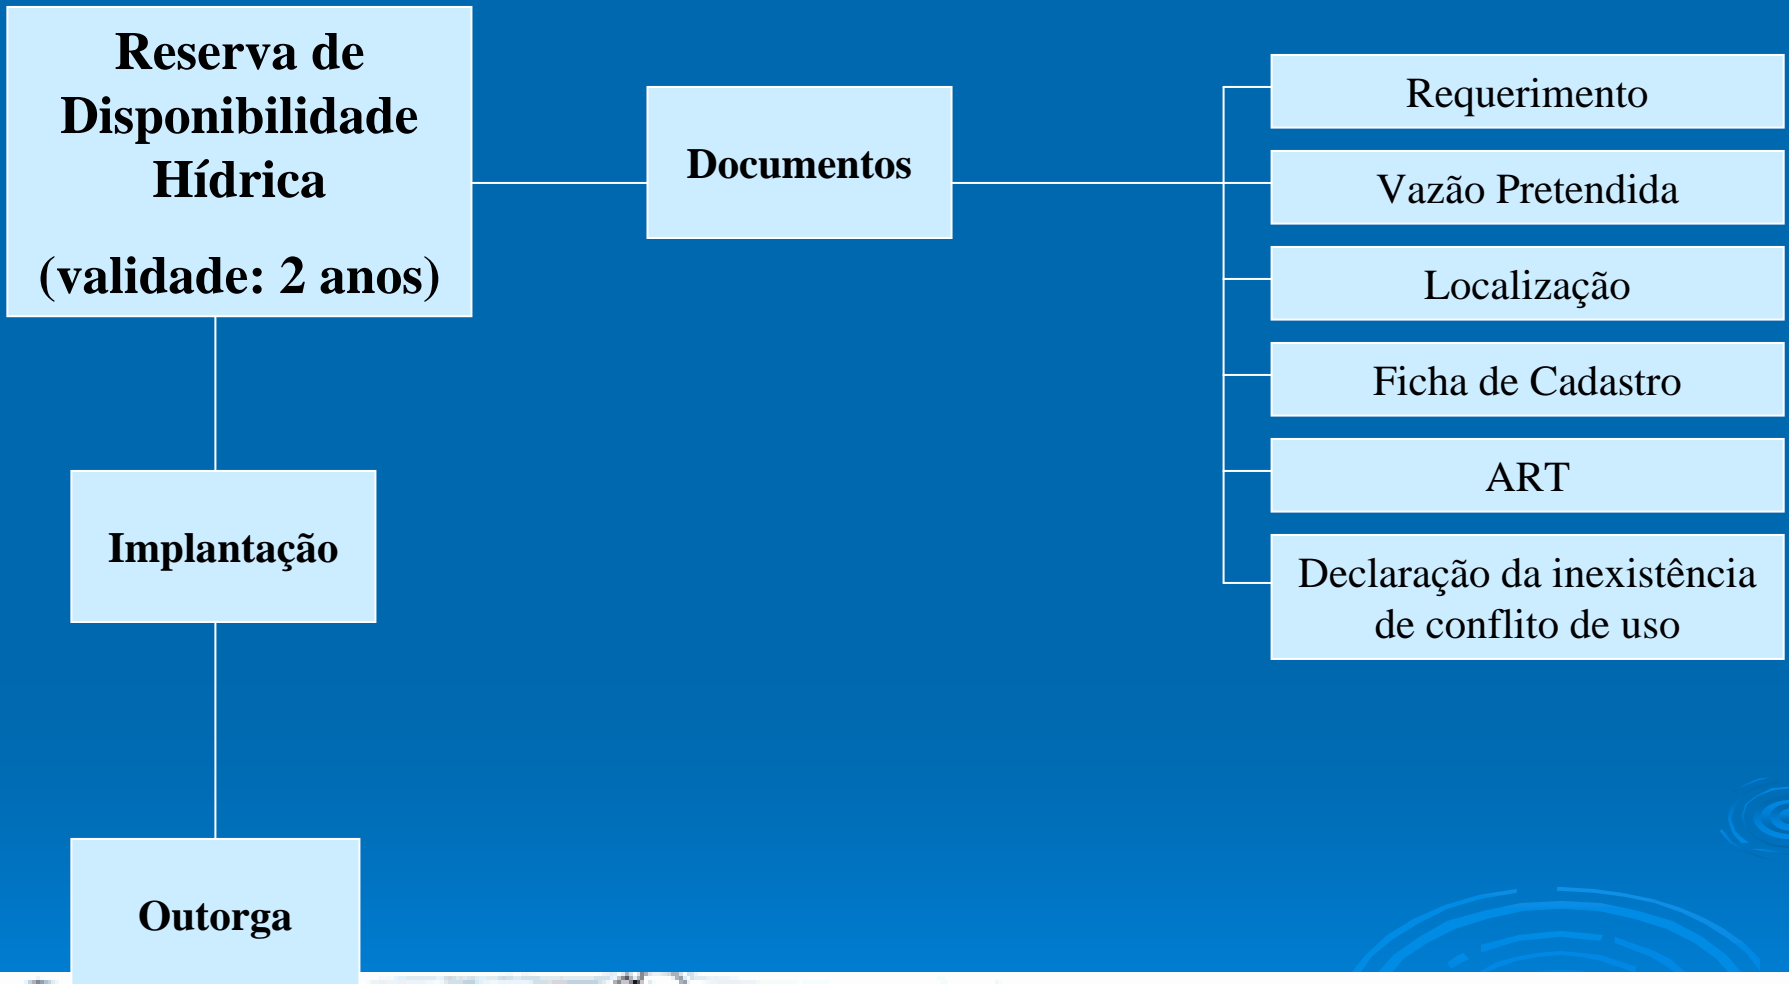 Reserva de
Disponibilidade
Hídrica
(validade: 2 anos)
Documentos
Requerimento
Vazão Pretendida
Localização
Ficha de Cadastro
ART
Declaração da inexistência
de conflito de uso
Implantação
Outorga